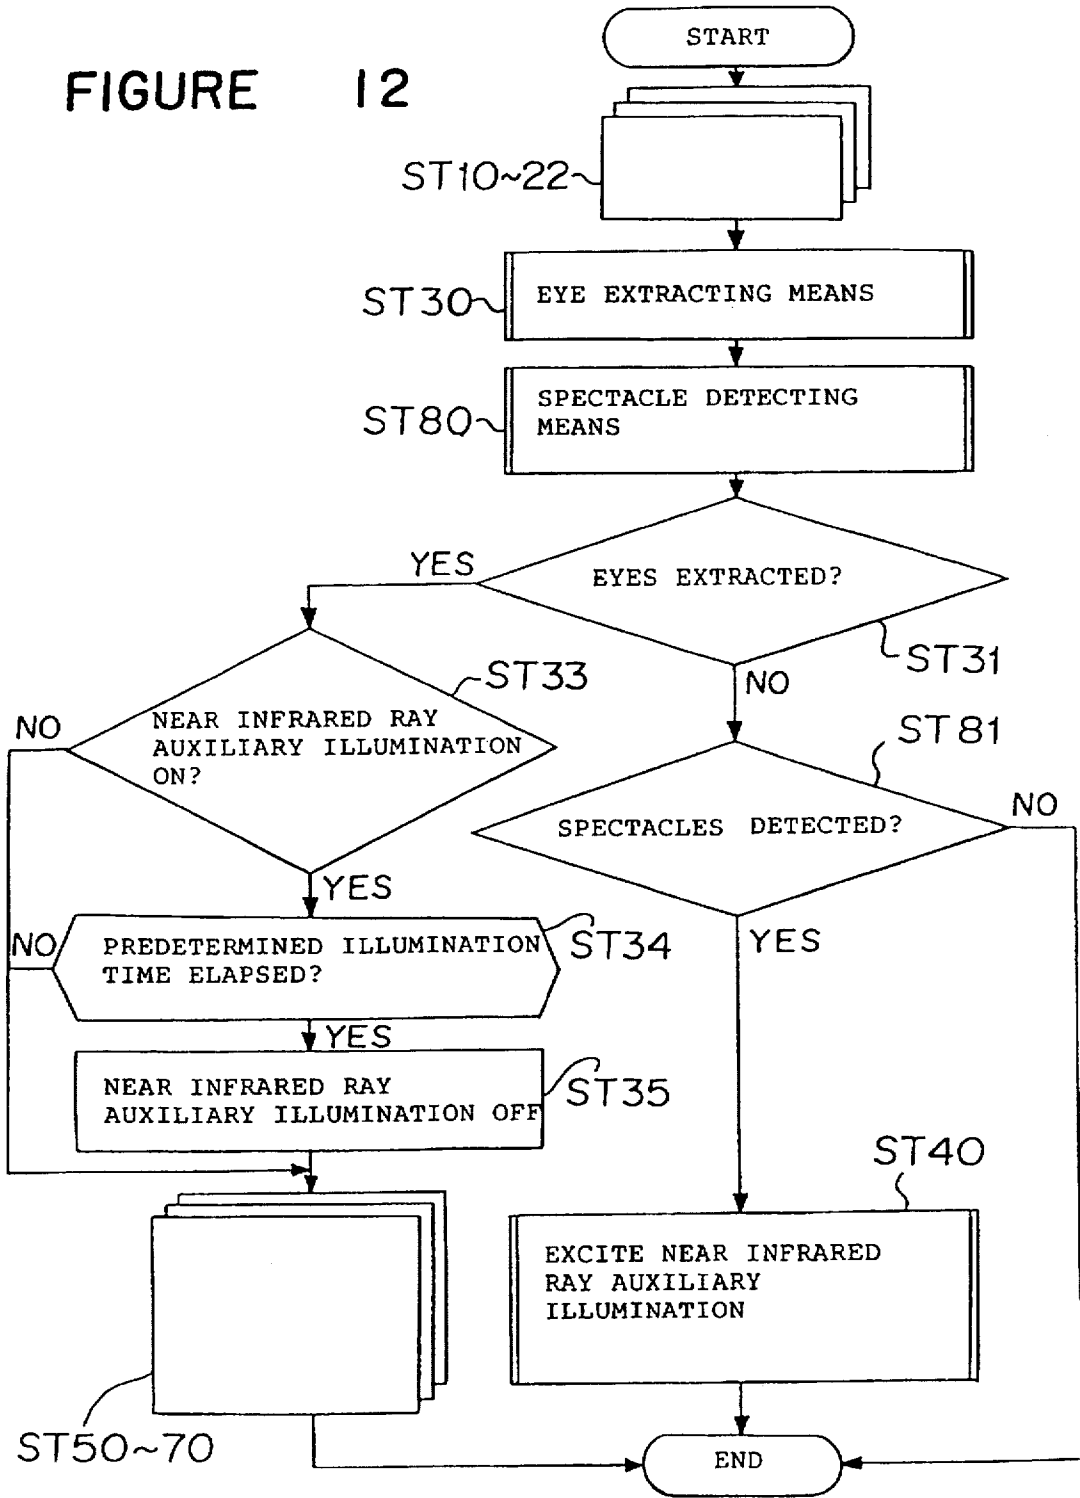 START
FIGURE 12
ST10~22
ST30
EYE EXTRACTING MEANS
ST80
SPECTACLE DETECTING
MEANS
YES
EYES EXTRACTED?
ST31
NO
ST33
NO
NEAR INFRARED RAY
AUXILIARY ILLUMINATION
ON?
ST81
SPECTACLES DETECTED?
NO
YES
YES
NO
PREDETERMINED ILLUMINATION
TIME ELAPSED?
ST34
YES
NEAR INFRARED RAY
AUXILIARY ILLUMINATION OFF
ST35
ST40
EXCITE NEAR INFRARED
RAY AUXILIARY
ILLUMINATION
ST50~70
END